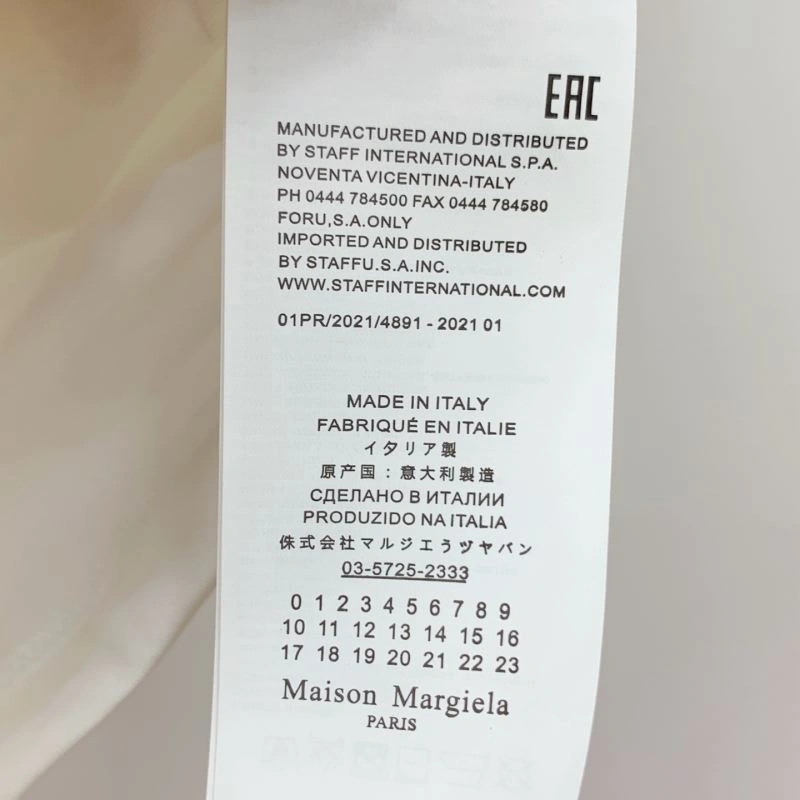 EAC
MANUFACTURED AND DISTRIBUTED
BY STAFF INTERNATIONAL S.P.A.
NOVENTA VICENTINA-ITALY
PH 0444 784500 FAX 0444 784580
FORU,S.A.ONLY
IMPORTED AND DISTRIBUTED
BY STAFFU.S.A.INC.
WWW.STAFFINTERNATIONAL.COM
01PR/2021/4891 - 2021 01
MADE IN ITALY
FABRIQUÉ EN ITALIE
イタリア製
原产国：意大利製造
СДЕЛАНО В ИТАЛИИ
PRODUZIDO NA ITALIA
侏式会社マルジエうヅヤバン
03-5725-2333
0 1 2 3 4 5 6 7 8 9
10 11 12 13 14 15 16
17 18 19 20 21 22 23
Maison Margiela
PARIS